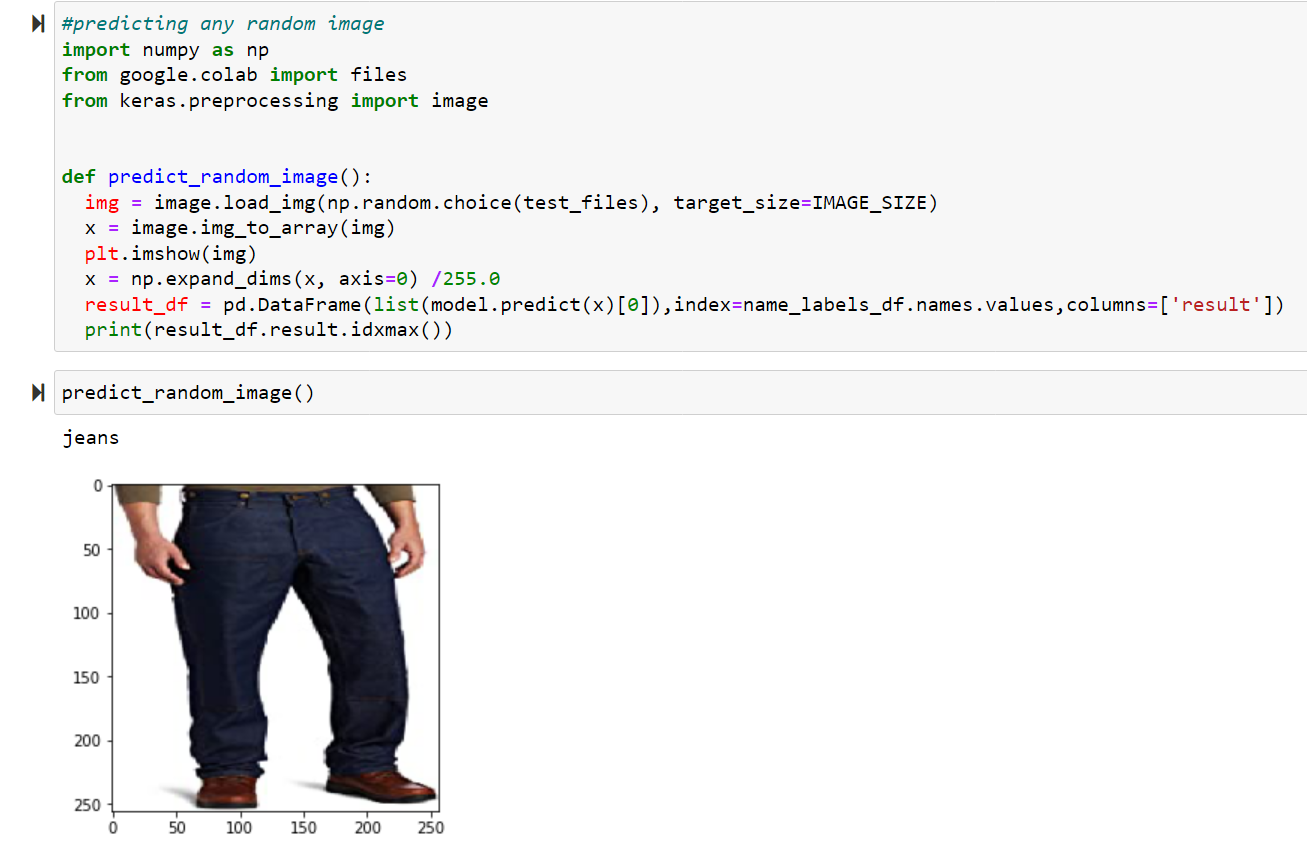 #predicting any random image
import numpy as np
from google.colab import files
from keras.preprocessing import image
def predict_random_image():
  img = image.load_img(np.random.choice(test_files), target_size=IMAGE_SIZE)
  x = image.img_to_array(img)
  plt.imshow(img)
  x = np.expand_dims(x, axis=0) /255.0
  result_df = pd.DataFrame(list(model.predict(x)[0]),index=name_labels_df.names.values,columns=['result'])
  print(result_df.result.idxmax())
predict_random_image()
jeans
0
50
100
150
200
250
0 50 100 150 200 250